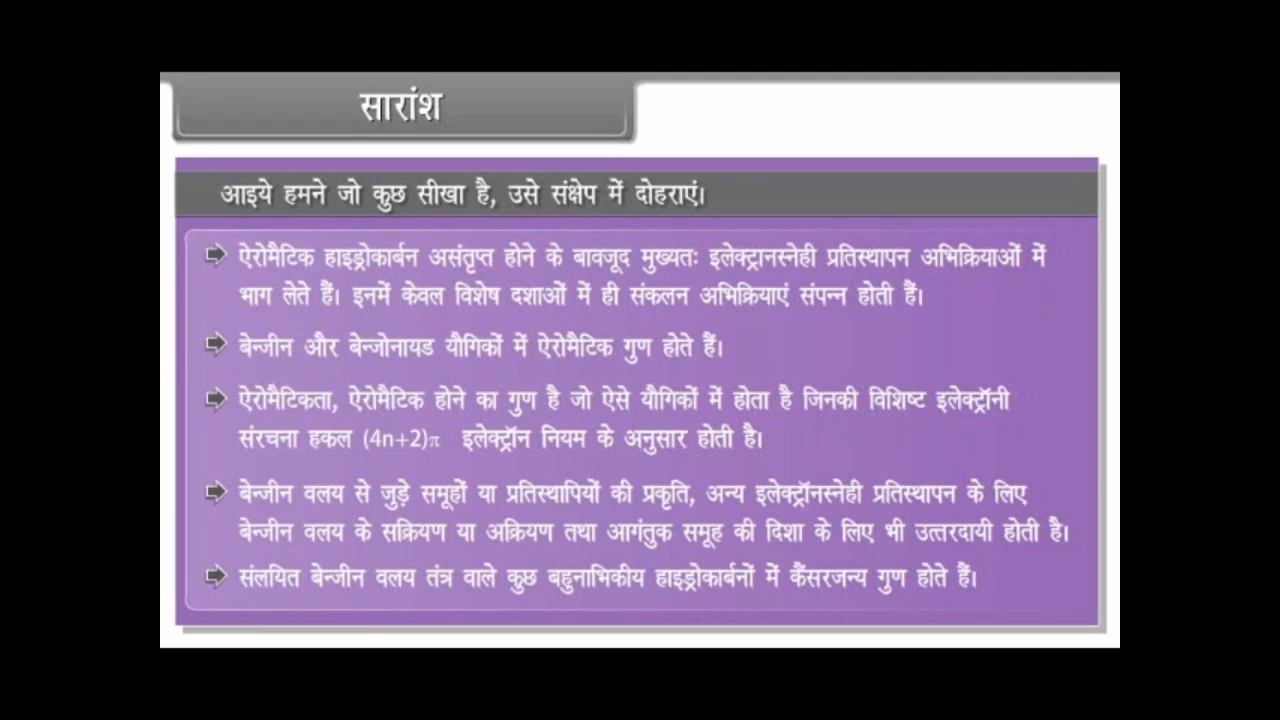 सारांश
आइये हमने जो कुछ सीखा है, उसे संक्षेप में दोहराएं।
ऐरोमैटिक हाइड्रोकार्बन असंतृप्त होने के बावजूद मुख्यतः इलेक्ट्रानस्नेही प्रतिस्थापन अभिक्रियाओं में
भाग लेते हैं। इनमें केवल विशेष दशाओं में ही संकलन अभिक्रियाएं संपन्न होती हैं।
बेन्जीन और बेन्जोनायड यौगिकों में ऐरोमैटिक गुण होते हैं।
ऐरोमैटिकता, ऐरोमैटिक होने का गुण है जो ऐसे यौगिकों में होता है जिनकी विशिष्ट इलेक्ट्रॉनी
संरचना हकल (4n+2)π इलेक्ट्रॉन नियम के अनुसार होती है।
बेन्जीन वलय से जुड़े समूहों या प्रतिस्थापियों की प्रकृति, अन्य इलेक्ट्रॉनस्नेही प्रतिस्थापन के लिए
बेन्जीन वलय के सक्रियण या अक्रियण तथा आगंतुक समूह की दिशा के लिए भी उत्तरदायी होती है।
संलयित बेन्जीन वलय तंत्र वाले कुछ बहुनाभिकीय हाइड्रोकार्बनों में कैंसरजन्य गुण होते हैं।